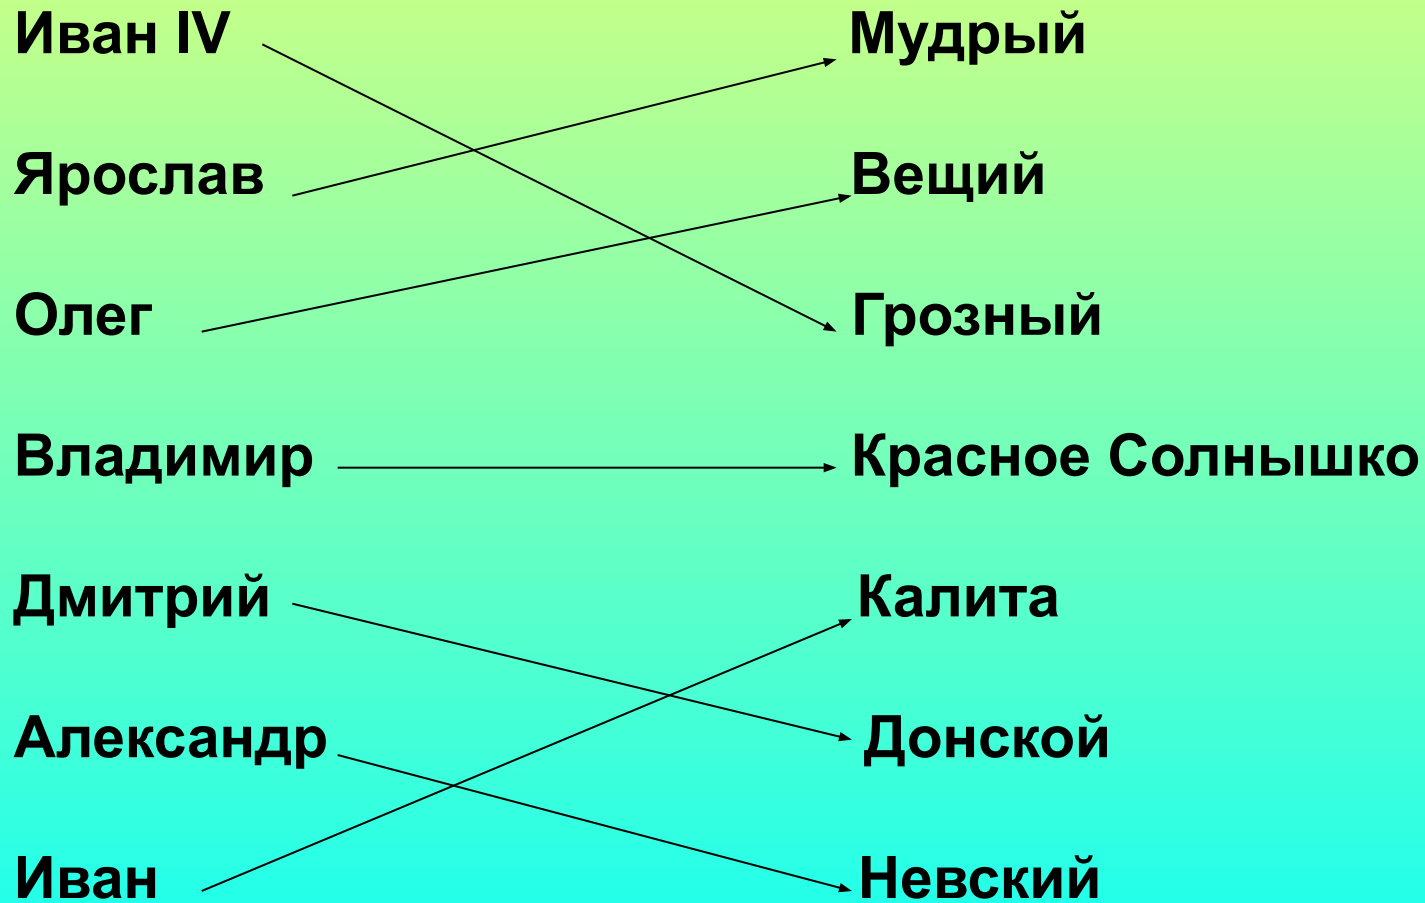 Иван IV Мудрый
Ярослав Вещий
Олег Грозный
Владимир Красное Солнышко
Дмитрий Калита
Александр Донской
Иван Невский